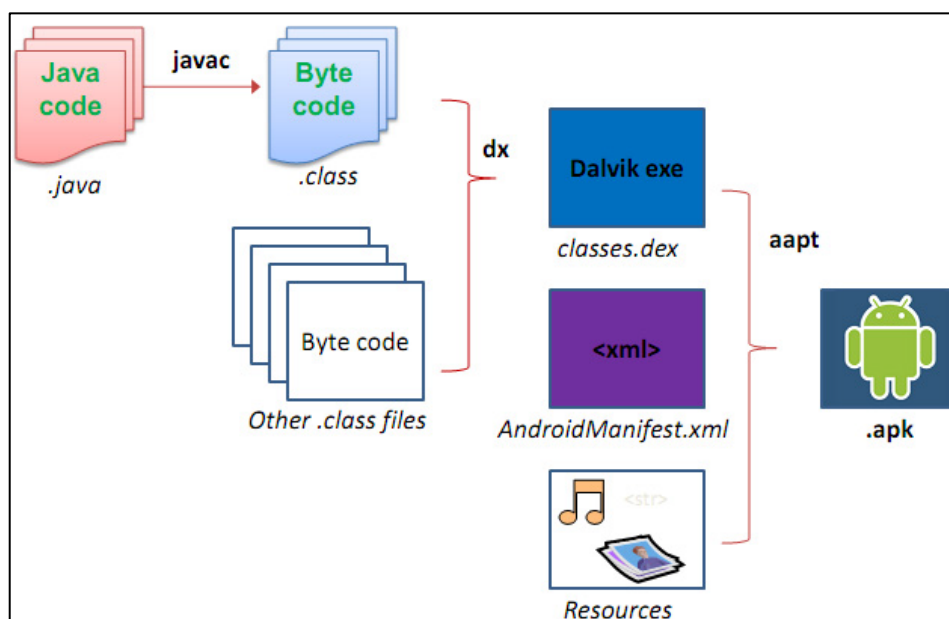 Java
code
.java
javac
Byte
code
.class
Byte code
Other .class files
dx
Dalvik exe
classes.dex
<xml>
AndroidManifest.xml
<str>
Resources
aapt
.apk